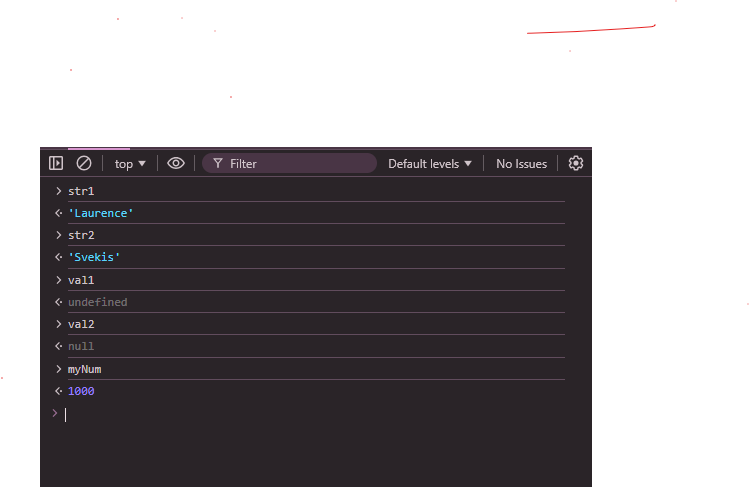 top Filter Default levels No Issues
str1
'Laurence'
str2
'Svekis'
val1
undefined
val2
null
myNum
1000